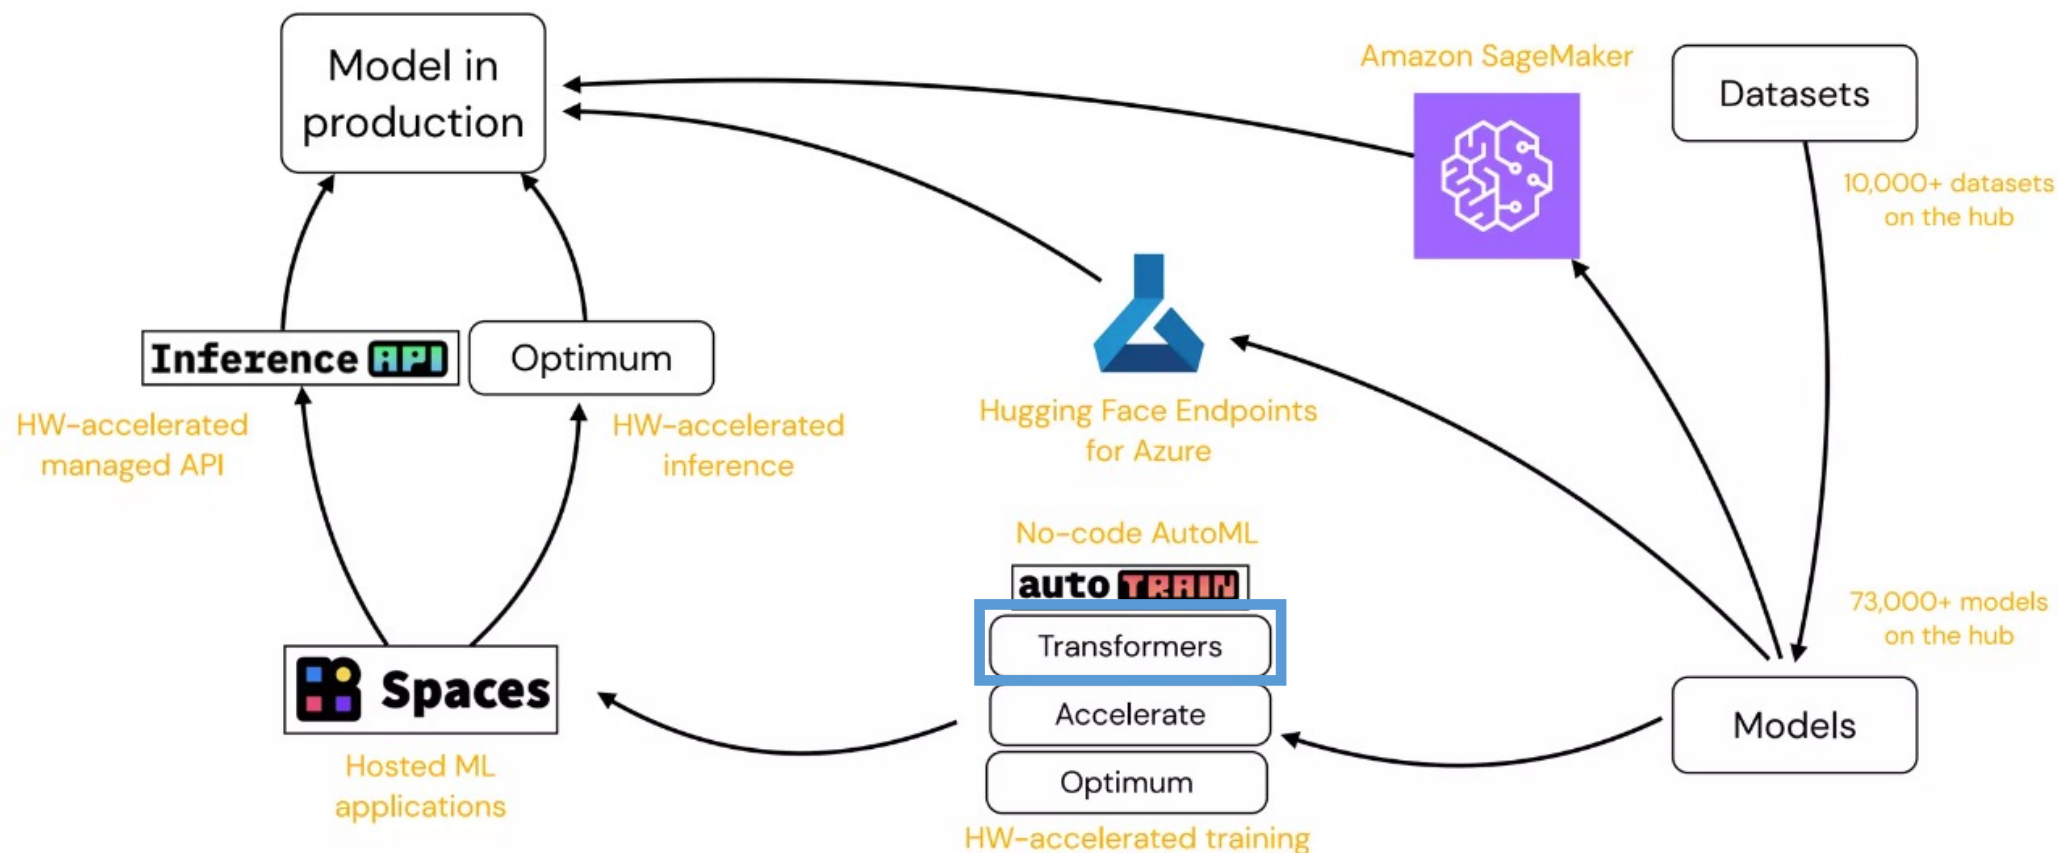 Model in
production
Amazon SageMaker
Datasets
10,000+ datasets
on the hub
Inference API
Optimum
HW-accelerated
managed API
HW-accelerated
inference
Hugging Face Endpoints
for Azure
No-code AutoML
auto TRAIN
Transformers
Accelerate
Optimum
HW-accelerated training
73,000+ models
on the hub
Models
Spaces
Hosted ML
applications